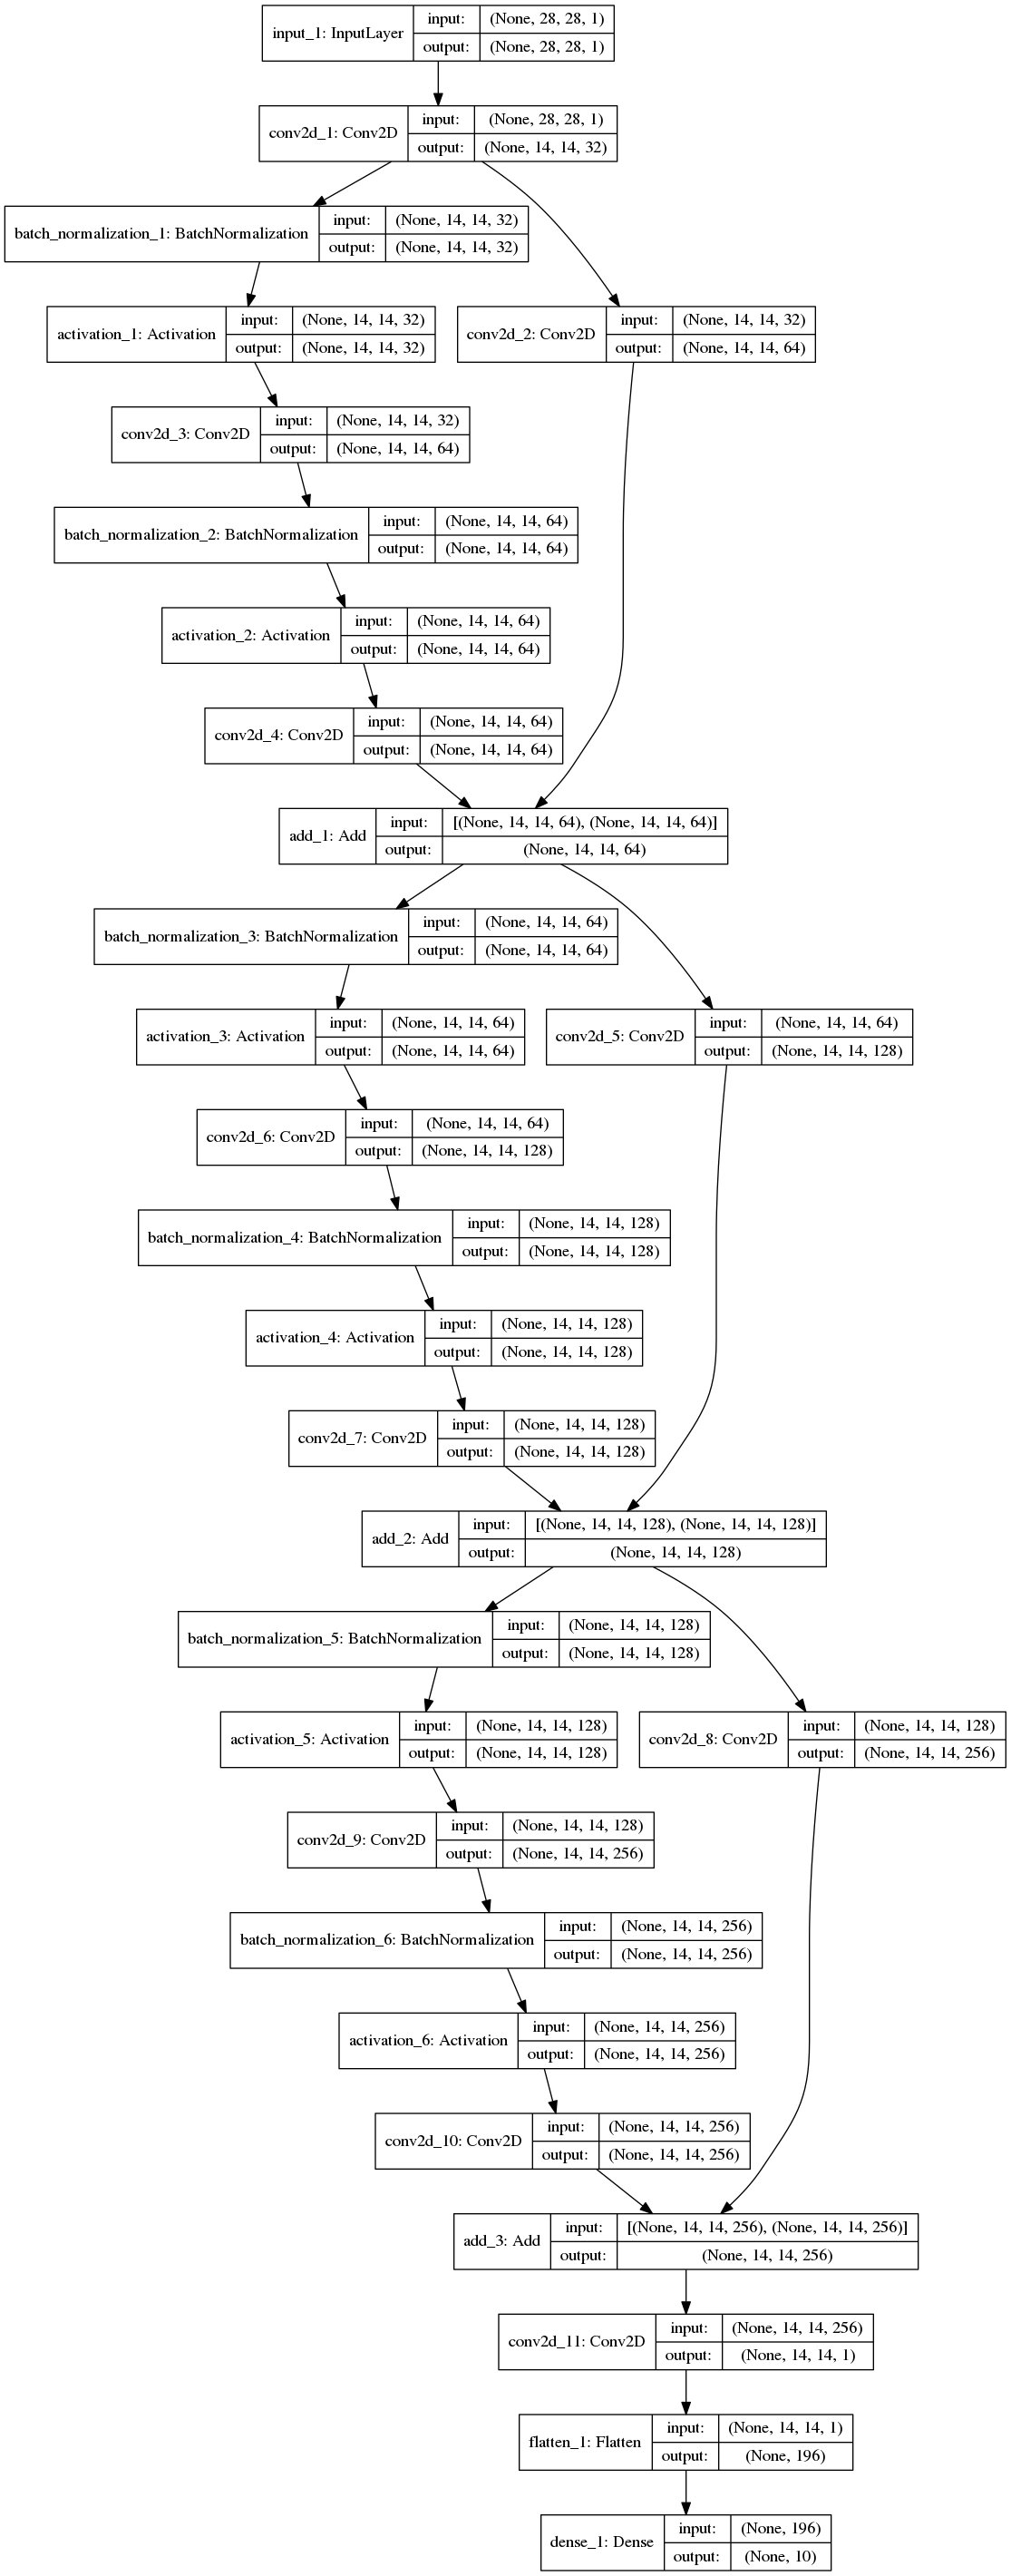 input_1: InputLayer
input: (None, 28, 28, 1)
output: (None, 28, 28, 1)
conv2d_1: Conv2D
input: (None, 28, 28, 1)
output: (None, 14, 14, 32)
batch_normalization_1: BatchNormalization
input: (None, 14, 14, 32)
output: (None, 14, 14, 32)
activation_1: Activation
input: (None, 14, 14, 32)
output: (None, 14, 14, 32)
conv2d_2: Conv2D
input: (None, 14, 14, 32)
output: (None, 14, 14, 64)
conv2d_3: Conv2D
input: (None, 14, 14, 32)
output: (None, 14, 14, 64)
batch_normalization_2: BatchNormalization
input: (None, 14, 14, 64)
output: (None, 14, 14, 64)
activation_2: Activation
input: (None, 14, 14, 64)
output: (None, 14, 14, 64)
conv2d_4: Conv2D
input: (None, 14, 14, 64)
output: (None, 14, 14, 64)
add_1: Add
input: [(None, 14, 14, 64), (None, 14, 14, 64)]
output: (None, 14, 14, 64)
batch_normalization_3: BatchNormalization
input: (None, 14, 14, 64)
output: (None, 14, 14, 64)
activation_3: Activation
input: (None, 14, 14, 64)
output: (None, 14, 14, 64)
conv2d_5: Conv2D
input: (None, 14, 14, 64)
output: (None, 14, 14, 128)
conv2d_6: Conv2D
input: (None, 14, 14, 64)
output: (None, 14, 14, 128)
batch_normalization_4: BatchNormalization
input: (None, 14, 14, 128)
output: (None, 14, 14, 128)
activation_4: Activation
input: (None, 14, 14, 128)
output: (None, 14, 14, 128)
conv2d_7: Conv2D
input: (None, 14, 14, 128)
output: (None, 14, 14, 128)
add_2: Add
input: [(None, 14, 14, 128), (None, 14, 14, 128)]
output: (None, 14, 14, 128)
batch_normalization_5: BatchNormalization
input: (None, 14, 14, 128)
output: (None, 14, 14, 128)
activation_5: Activation
input: (None, 14, 14, 128)
output: (None, 14, 14, 128)
conv2d_8: Conv2D
input: (None, 14, 14, 128)
output: (None, 14, 14, 256)
conv2d_9: Conv2D
input: (None, 14, 14, 128)
output: (None, 14, 14, 256)
batch_normalization_6: BatchNormalization
input: (None, 14, 14, 256)
output: (None, 14, 14, 256)
activation_6: Activation
input: (None, 14, 14, 256)
output: (None, 14, 14, 256)
conv2d_10: Conv2D
input: (None, 14, 14, 256)
output: (None, 14, 14, 256)
add_3: Add
input: [(None, 14, 14, 256), (None, 14, 14, 256)]
output: (None, 14, 14, 256)
conv2d_11: Conv2D
input: (None, 14, 14, 256)
output: (None, 14, 14, 1)
flatten_1: Flatten
input: (None, 14, 14, 1)
output: (None, 196)
dense_1: Dense
input: (None, 196)
output: (None, 10)